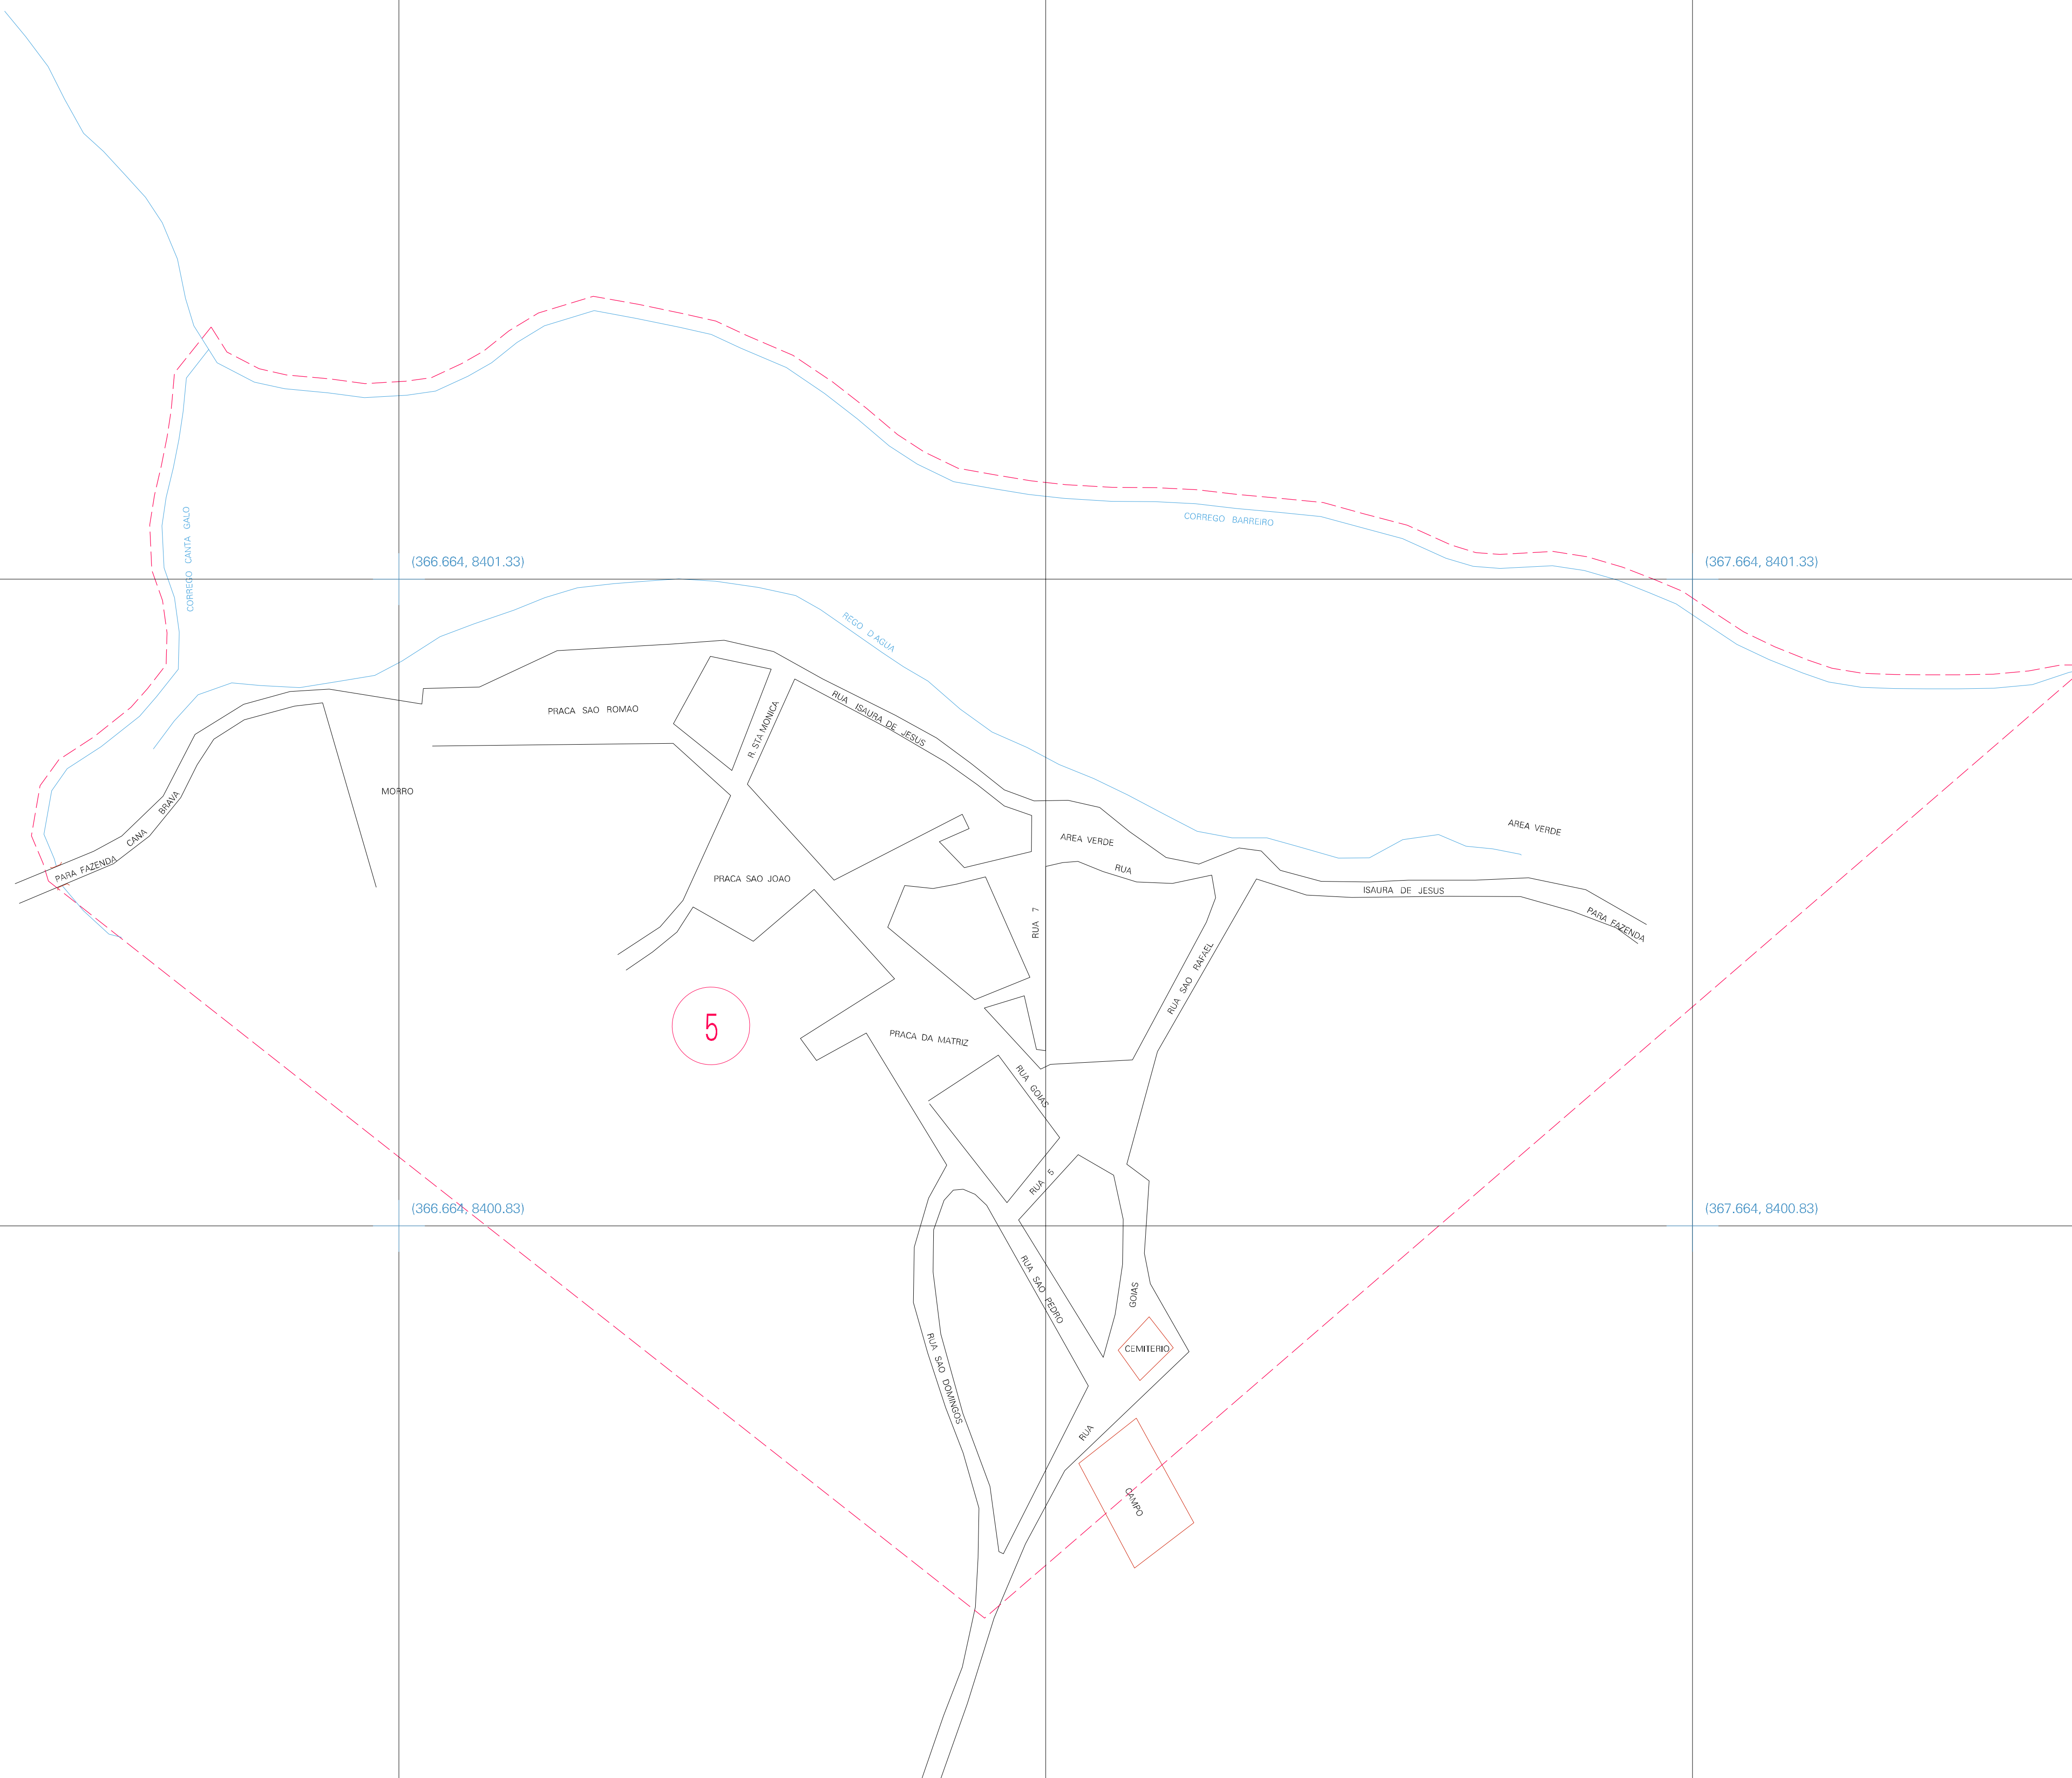 CORREGO BARREIRO
CORREGO CANTA GALO
(366.664, 8401.33)
(367.664, 8401.33)
REGO D AGUA
PRACA SAO ROMAO
R. STA MONICA
RUA ISAURA DE JESUS
MORRO
PARA FAZENDA CANA BRAVA
AREA VERDE
AREA VERDE
RUA
ISAURA DE JESUS
PRACA SAO JOAO
RUA 7
PARA FAZENDA
RUA SAO RAFAEL
5
PRACA DA MATRIZ
RUA GOIAS
RUA 5
(366.664, 8400.83)
(367.664, 8400.83)
RUA SAO PEDRO
GOIAS
CEMITERIO
RUA SAO DOMINGOS
RUA
CAMPO